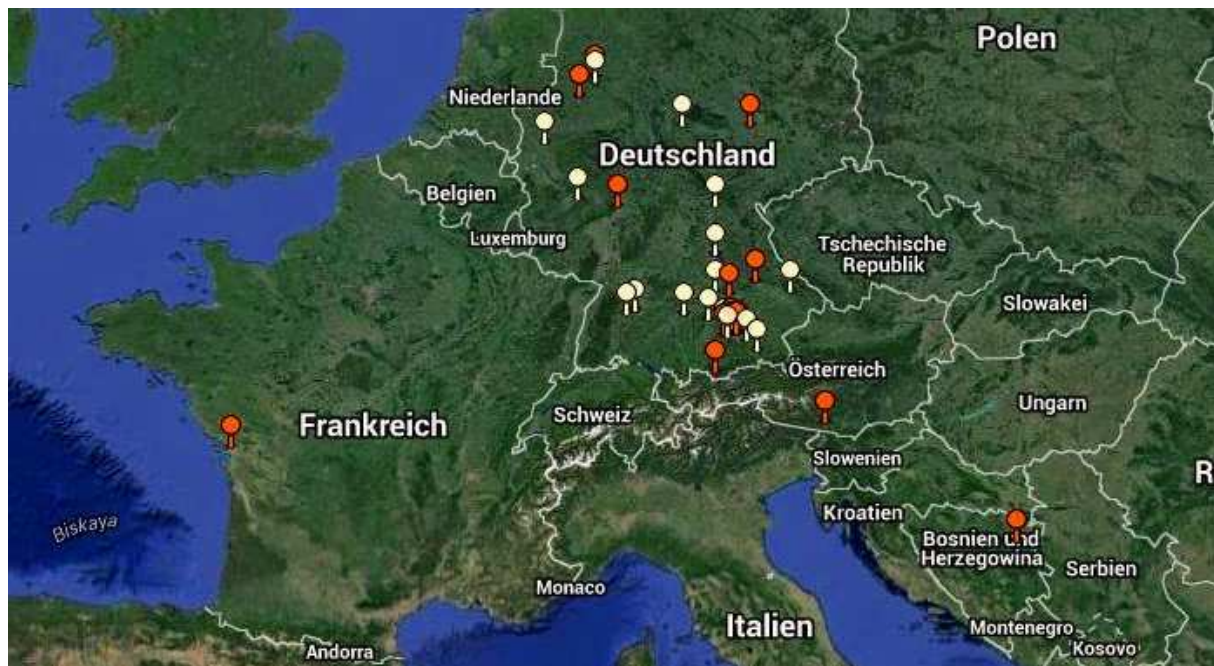 Polen
Niederlande
Deutschland
Belgien
Luxemburg
Tschechische
Republik
Slowakei
Österreich
Ungarn
Schweiz
Frankreich
Slowenien
R
Kroatien
Biskaya
Bosnien und
Herzegowina
Serbien
Monaco
Italien
Montenegro
Kosovo
Andorra